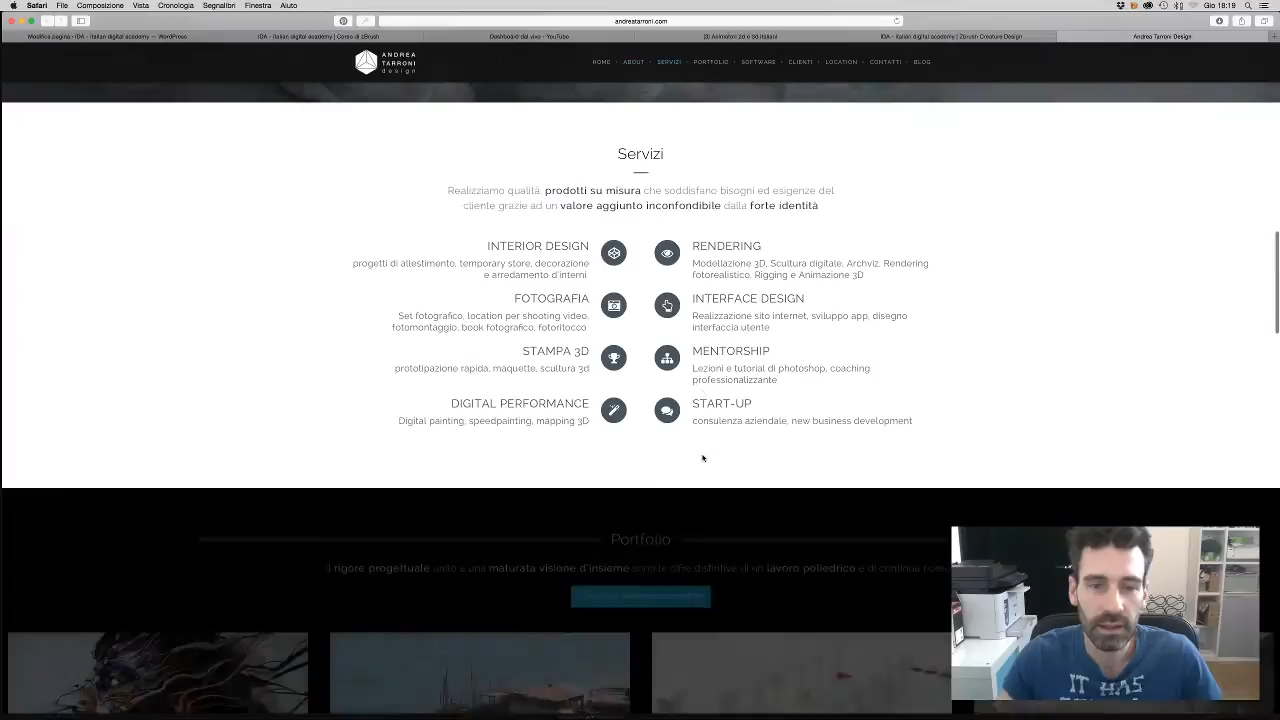 Safari File Composizione Vista Cronologia Segnalibri Finestra Aiuto
Gio 18:19
andreatarroni.com
Modifica pagina ‹ IDA - italian digital academy — WordPress
IDA - italian digital academy | Corso di zBrush
Dashboard dal vivo - YouTube
(3) Animatori 2d e 3d italiani
IDA - italian digital academy | Zbrush Creature Design
Andrea Tarroni Design
ANDREA
TARRONI
design
HOME · ABOUT · SERVIZI · PORTFOLIO · SOFTWARE · CLIENTI · LOCATION · CONTATTI · BLOG
Servizi
Realizziamo qualità, prodotti su misura che soddisfano bisogni ed esigenze del
cliente grazie ad un valore aggiunto inconfondibile dalla forte identità
INTERIOR DESIGN
progetti di allestimento, temporary store, decorazione
e arredamento d'interni
RENDERING
Modellazione 3D, Scultura digitale, Archviz, Rendering
fotorealistico, Rigging e Animazione 3D
FOTOGRAFIA
Set fotografico, location per shooting video,
fotomontaggio, book fotografico, fotoritocco
INTERFACE DESIGN
Realizzazione sito internet, sviluppo app, disegno
interfaccia utente
STAMPA 3D
prototipazione rapida, maquette, scultura 3d
MENTORSHIP
Lezioni e tutorial di photoshop, coaching
professionalizzante
DIGITAL PERFORMANCE
Digital painting, speedpainting, mapping 3D
START-UP
consulenza aziendale, new business development
Portfolio
Il rigore progettuale unito a una maturata visione d'insieme sono le cifre distintive di un lavoro poliedrico e di continua
IT HAS